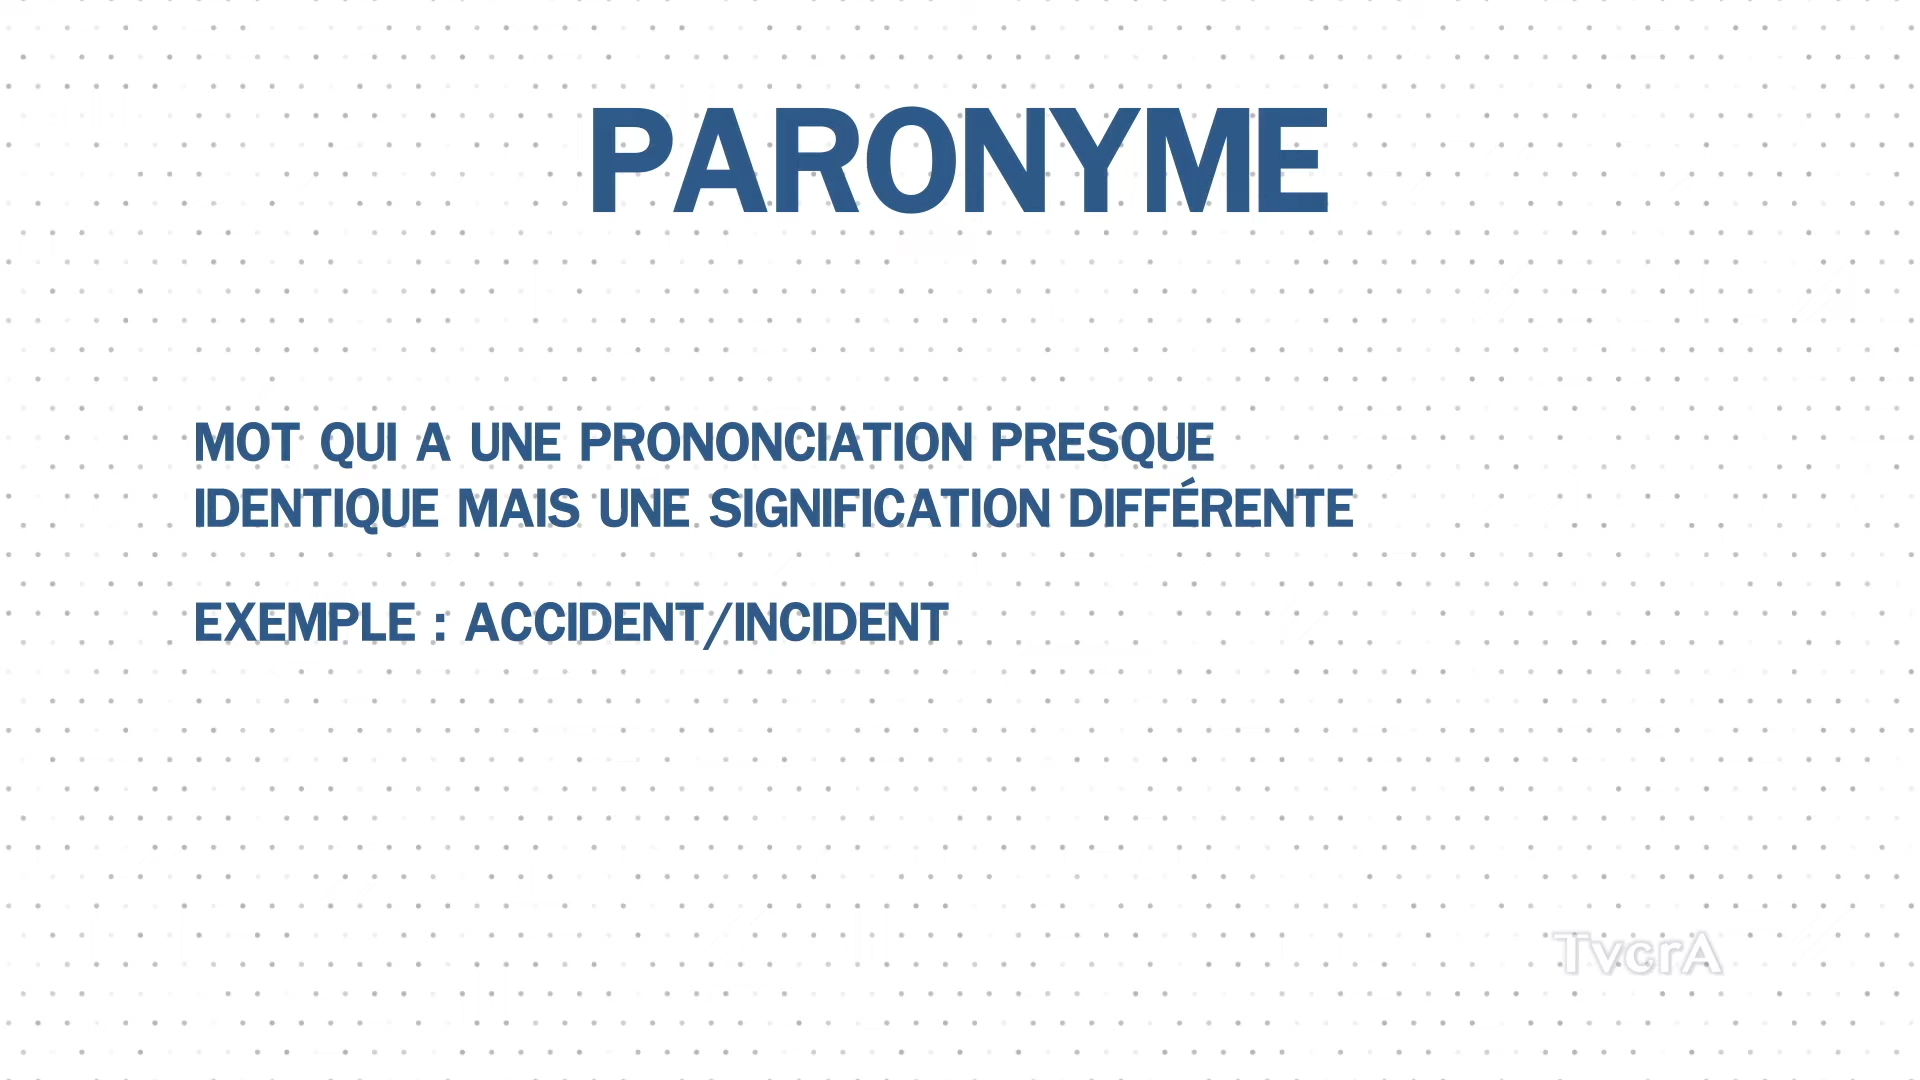 PARONYME
MOT QUI A UNE PRONONCIATION PRESQUE
IDENTIQUE MAIS UNE SIGNIFICATION DIFFÉRENTE
EXEMPLE : ACCIDENT/INCIDENT
TvcrA